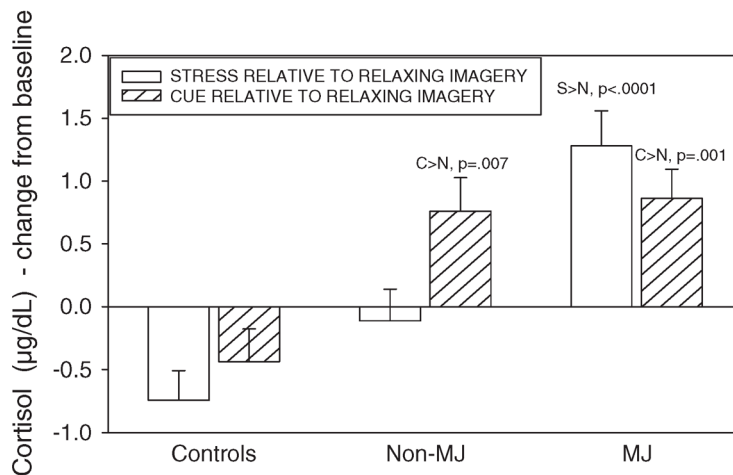 2.0
STRESS RELATIVE TO RELAXING IMAGERY
CUE RELATIVE TO RELAXING IMAGERY
S>N, p<.0001
1.5
C>N, p=.007
C>N, p=.001
1.0
0.5
0.0
-0.5
-1.0
Cortisol (µg/dL) - change from baseline
Controls
Non-MJ
MJ